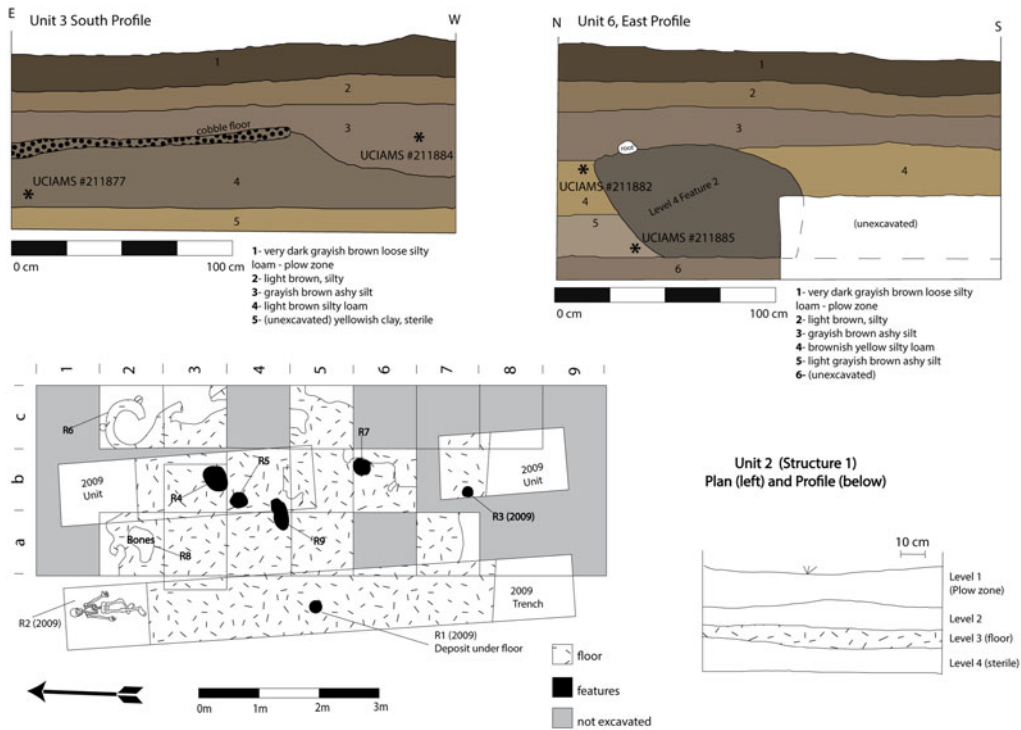 E
W
Unit 3 South Profile
1
2
3
cobble floor
UCIAMS #211884
UCIAMS #211877
4
5
0 cm
100 cm
1- very dark grayish brown loose silty
loam - plow zone
2- light brown, silty
3- grayish brown ashy silt
4- light brown silty loam
5- (unexcavated) yellowish clay, sterile
N
S
Unit 6, East Profile
1
2
3
root
4
UCIAMS #211882
4
Level 4 Feature 2
5
UCIAMS #211885
(unexcavated)
6
0 cm
100 cm
1- very dark grayish brown loose silty
loam - plow zone
2- light brown, silty
3- grayish brown ashy silt
4- brownish yellow silty loam
5- light grayish brown ashy silt
6- (unexcavated)
1
2
3
4
5
6
7
8
9
c
b
a
R6
R7
2009
Unit
R5
R4
2009
Unit
R3 (2009)
Bones
R8
R9
2009
Trench
R2 (2009)
R1 (2009)
Deposit under floor
floor
features
not excavated
0m
1m
2m
3m
Unit 2 (Structure 1)
Plan (left) and Profile (below)
10 cm
Level 1
(Plow zone)
Level 2
Level 3 (floor)
Level 4 (sterile)